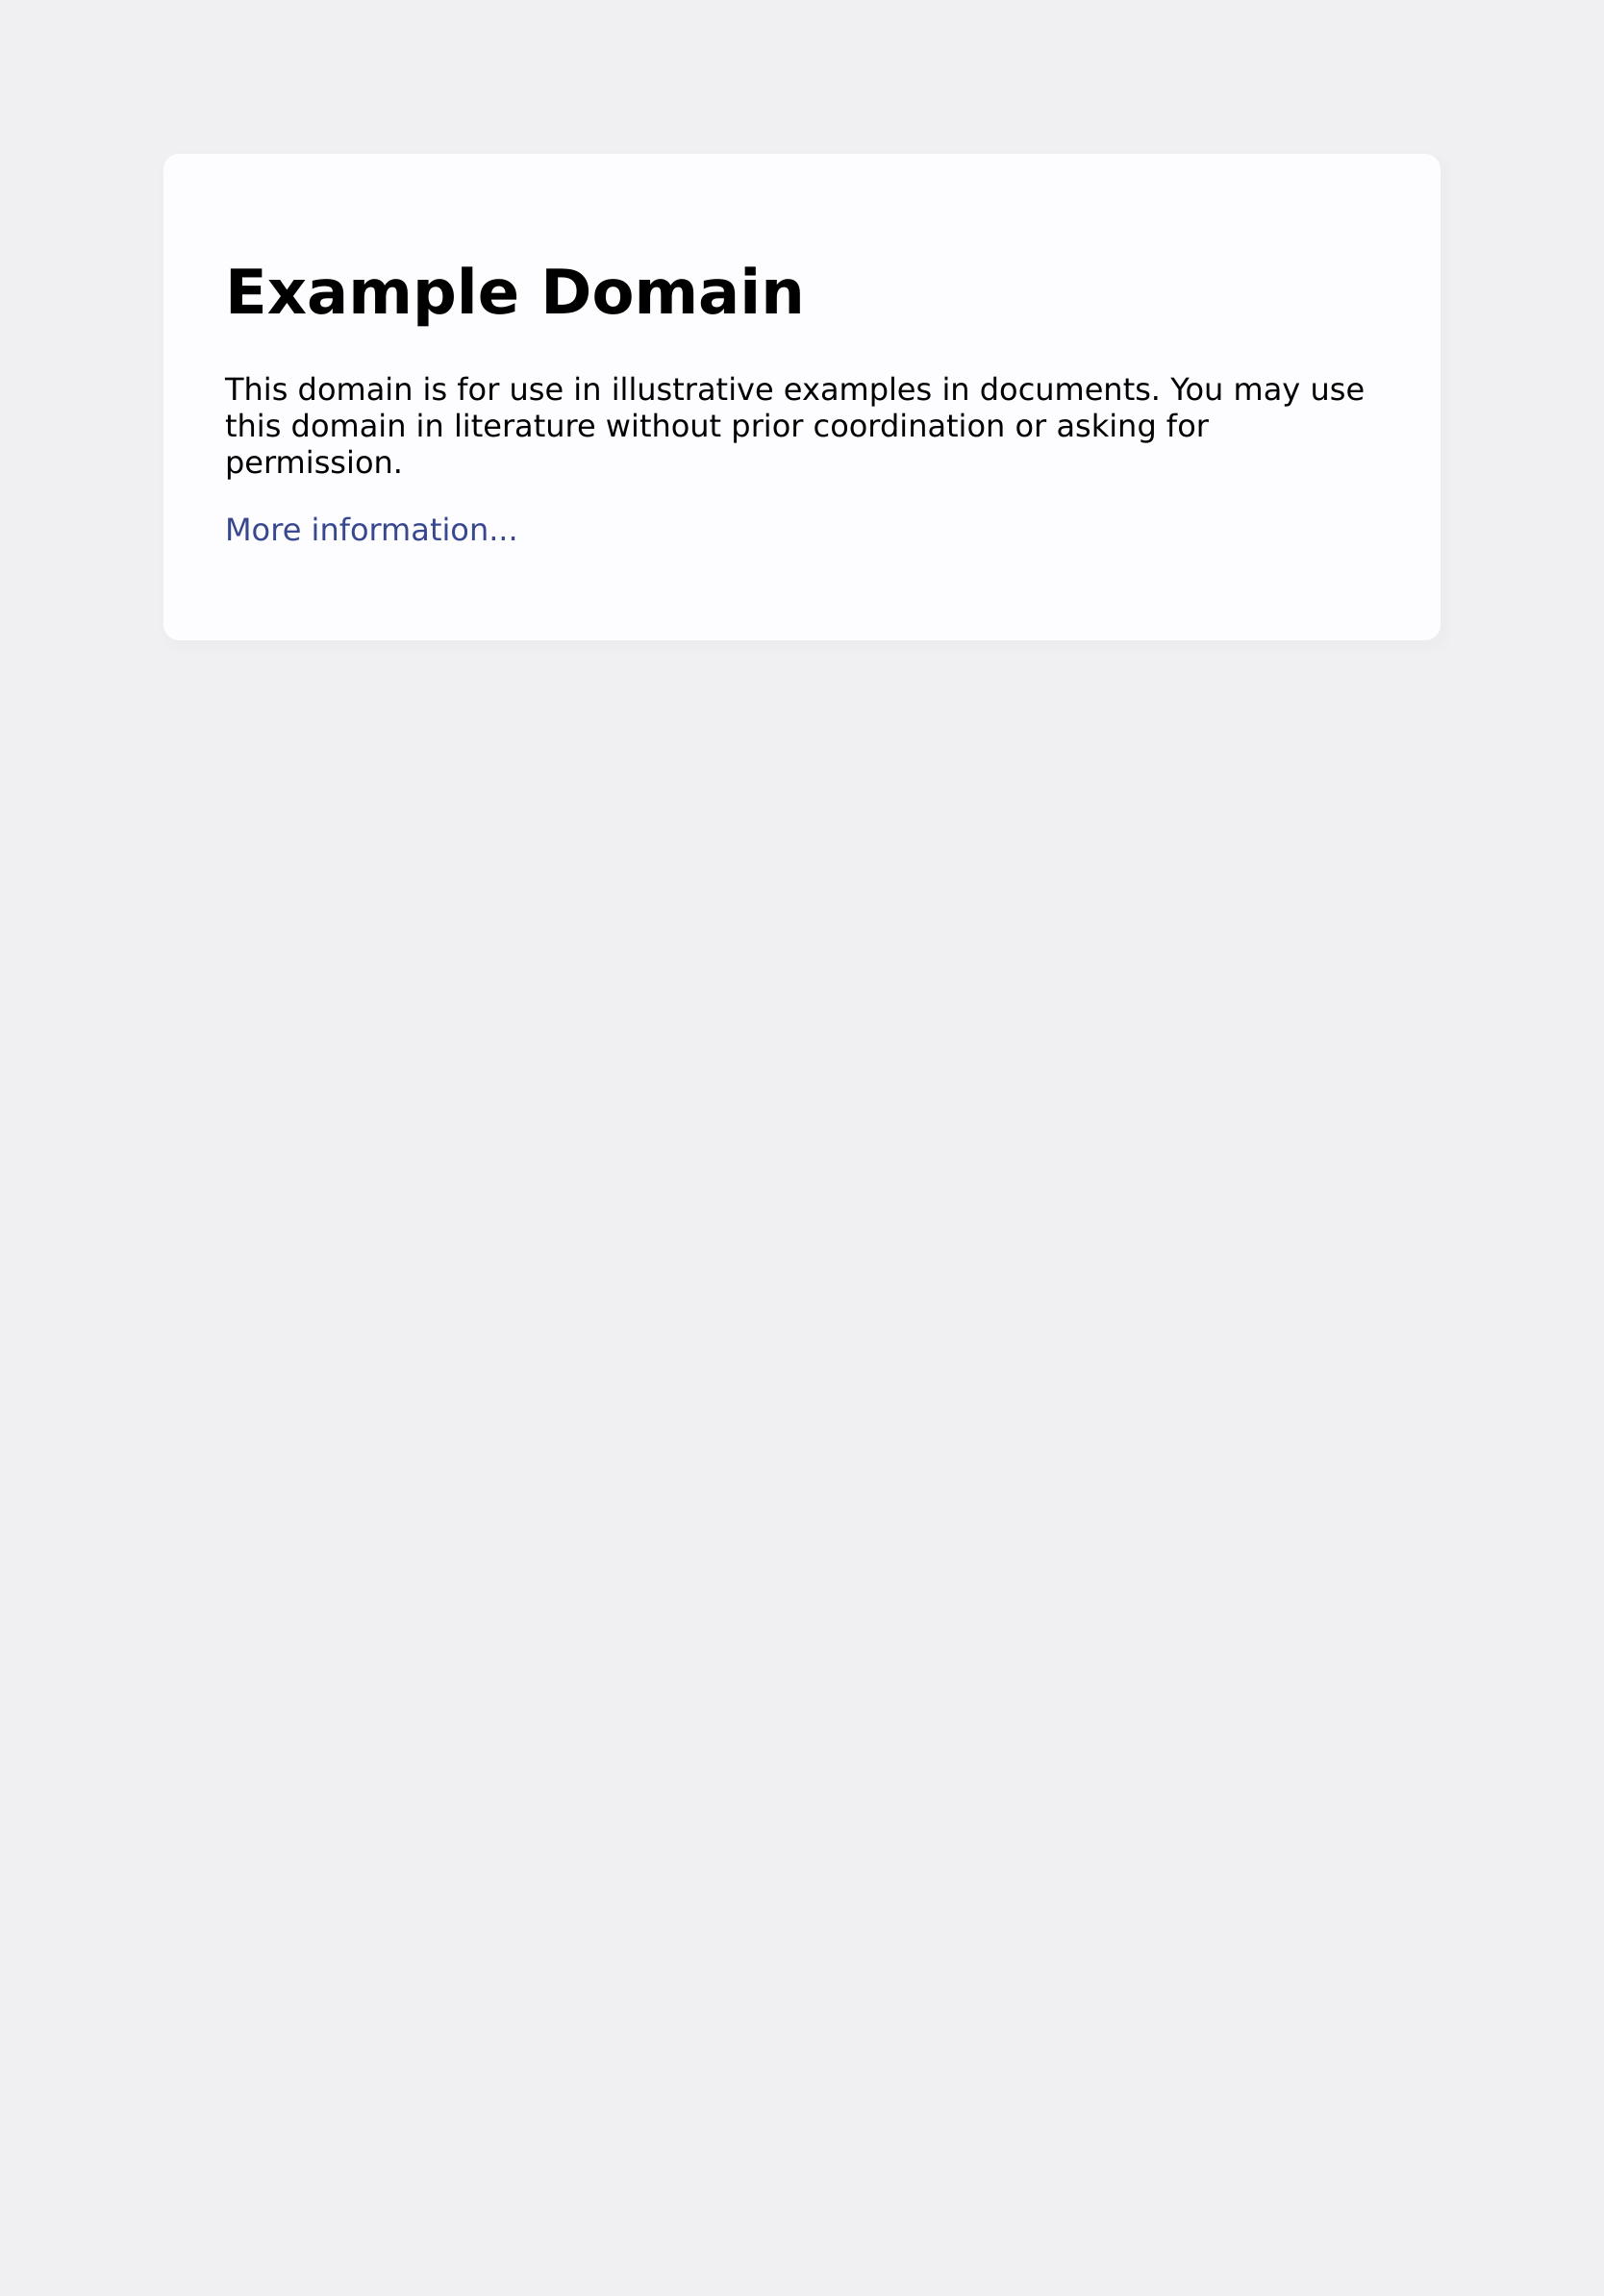 Example Domain
This domain is for use in illustrative examples in documents. You may use
this domain in literature without prior coordination or asking for
permission.
More information...